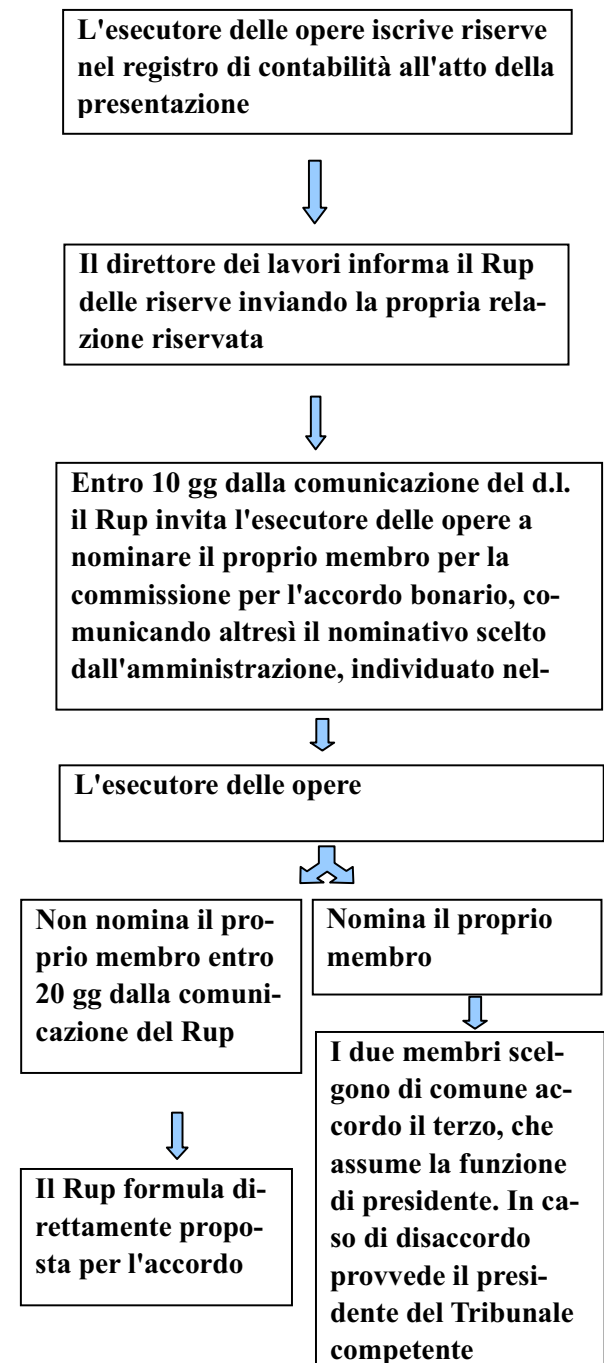 L'esecutore delle opere iscrive riserve
nel registro di contabilità all'atto della
presentazione
Il direttore dei lavori informa il Rup
delle riserve inviando la propria rela-
zione riservata
Entro 10 gg dalla comunicazione del d.l.
il Rup invita l'esecutore delle opere a
nominare il proprio membro per la
commissione per l'accordo bonario, co-
municando altresì il nominativo scelto
dall'amministrazione, individuato nel-
L'esecutore delle opere
Non nomina il pro-
prio membro entro
20 gg dalla comuni-
cazione del Rup
Il Rup formula di-
rettamente propo-
sta per l'accordo
Nomina il proprio
membro
I due membri scel-
gono di comune ac-
cordo il terzo, che
assume la funzione
di presidente. In ca-
so di disaccordo
provvede il presi-
dente del Tribunale
competente